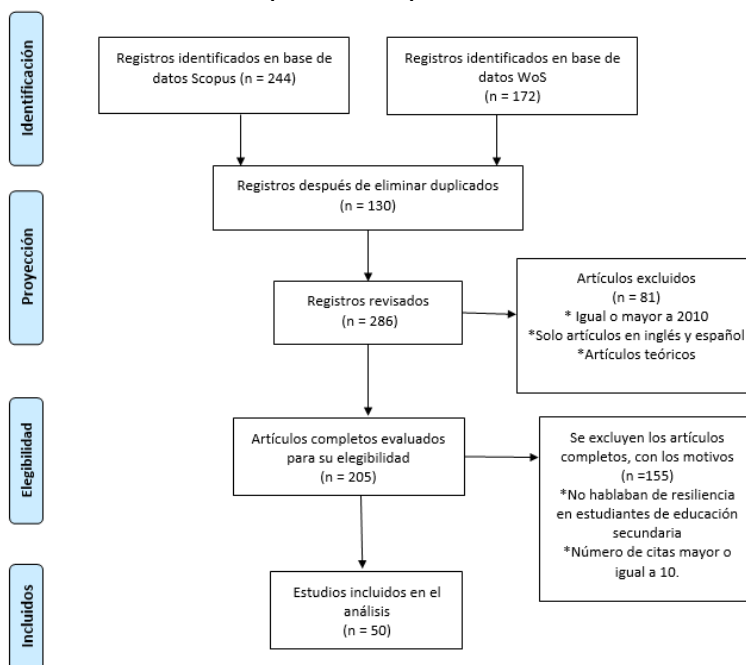 Identificación
Registros identificados en base de
datos Scopus (n = 244)
Registros identificados en base de
datos WoS
(n = 172)
Registros después de eliminar duplicados
(n = 130)
Proyección
Registros revisados
(n = 286)
Artículos excluidos
(n = 81)
* Igual o mayor a 2010
*Solo artículos en inglés y español
*Artículos teóricos
Elegibilidad
Artículos completos evaluados
para su elegibilidad
(n = 205)
Se excluyen los artículos
completos, con los motivos
(n =155)
*No hablaban de resiliencia
en estudiantes de educación
secundaria
*Número de citas mayor o
igual a 10.
Incluidos
Estudios incluidos en el
análisis
(n = 50)